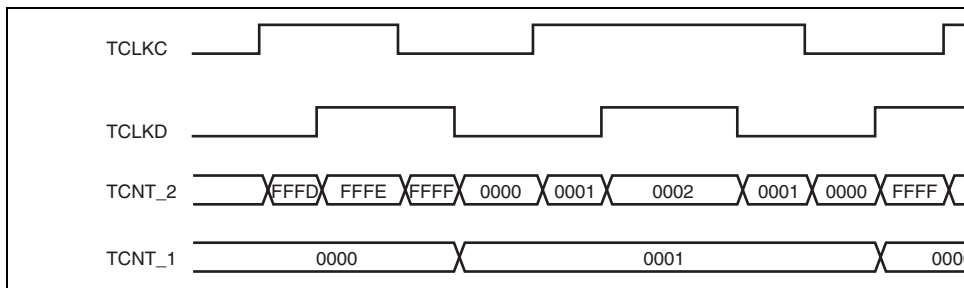 TCLKC
TCLKD
TCNT_2 FFFD FFFE FFFF 0000 0001 0002 0001 0000 FFFF
TCNT_1 0000 0001